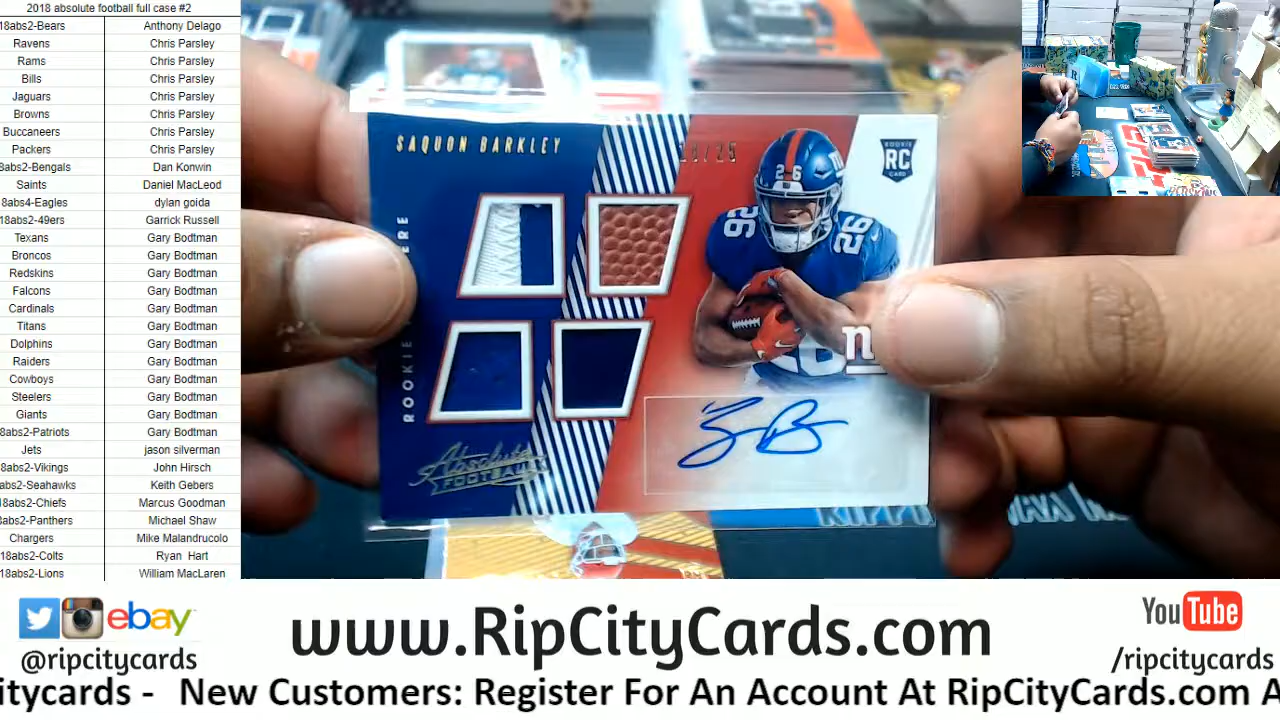 2018 absolute football full case #2
18abs2-Bears Anthony Delago
Ravens Chris Parsley
Rams Chris Parsley
Bills Chris Parsley
Jaguars Chris Parsley
Browns Chris Parsley
Buccaneers Chris Parsley
Packers Chris Parsley
8abs2-Bengals Dan Konwin
Saints Daniel MacLeod
8abs4-Eagles dylan goida
18abs2-49ers Garrick Russell
Texans Gary Bodtman
Broncos Gary Bodtman
Redskins Gary Bodtman
Falcons Gary Bodtman
Cardinals Gary Bodtman
Titans Gary Bodtman
Dolphins Gary Bodtman
Raiders Gary Bodtman
Cowboys Gary Bodtman
Steelers Gary Bodtman
Giants Gary Bodtman
8abs2-Patriots Gary Bodtman
Jets jason silverman
18abs2-Vikings John Hirsch
abs2-Seahawks Keith Gebers
8abs2-Chiefs Marcus Goodman
8abs2-Panthers Michael Shaw
Chargers Mike Malandrucolo
18abs2-Colts Ryan Hart
18abs2-Lions William MacLaren
SAQUON BARKLEY
ROOKIE
RC
CARD
ROOKIE
ERE
26
26
26
Absolute
FOOTBALL
ebay
@ripcitycards
www.RipCityCards.com
YouTube
/ripcitycards
itycards - New Customers: Register For An Account At RipCityCards.com A